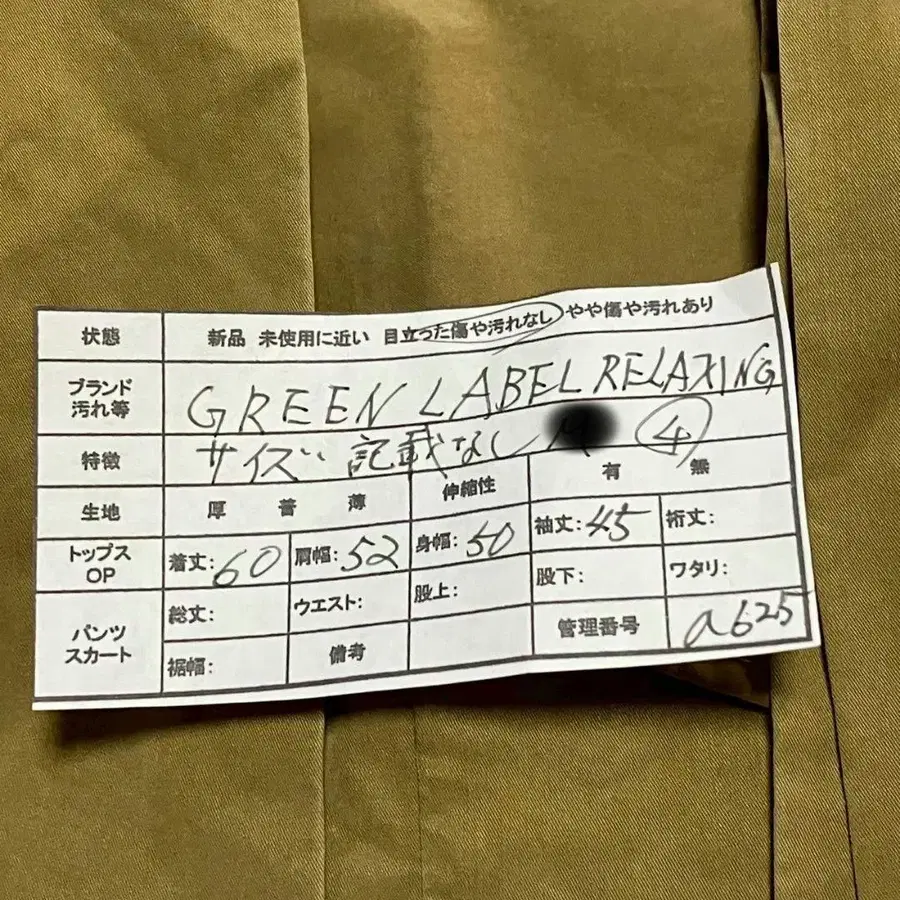 状態 新品 未使用に近い 目立った傷や汚れなし やや傷や汚れあり
ブランド 汚れ等 GREEN LABEL RELAXING
特徴 サイズ 記載なし ④
生地 厚 普 薄 伸縮性 有 無
トップス OP 着丈: 60 肩幅: 52 身幅: 50 袖丈: 45 裄丈:
パンツ スカート 総丈: ウエスト: 股上: 股下: ワタリ:
裾幅: 備考 管理番号 a625